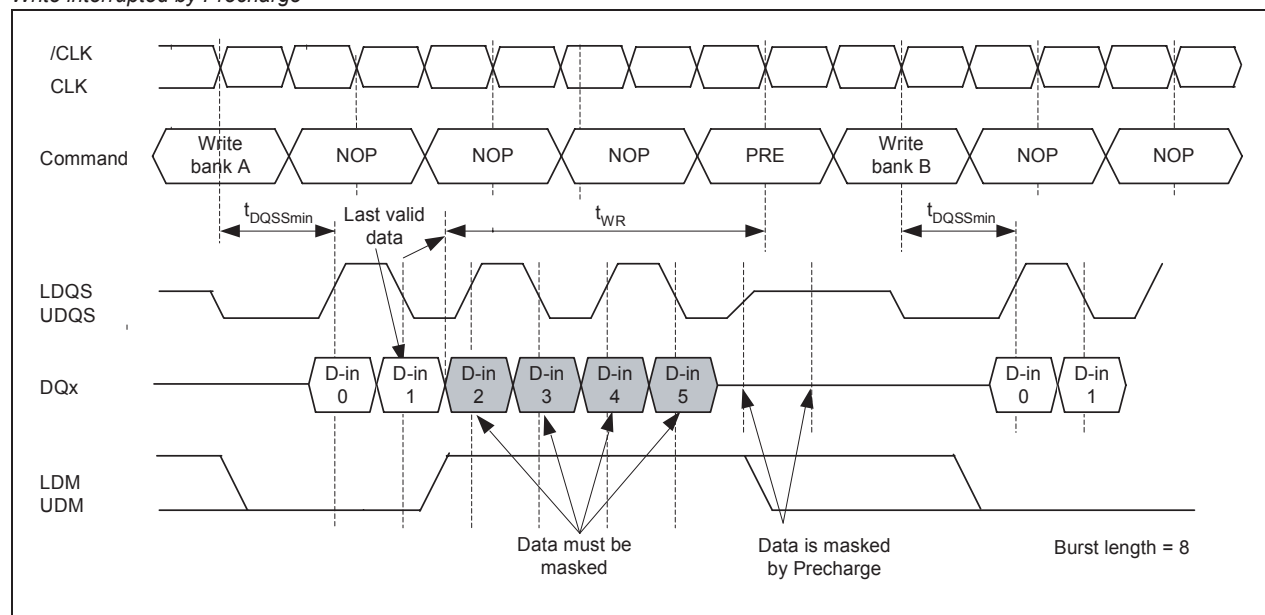 Write interrupted by Precharge
/CLK
CLK
Command
Write
bank A
NOP
NOP
NOP
PRE
Write
bank B
NOP
NOP
tDQSSmin
Last valid
data
tWR
tDQSSmin
LDQS
UDQS
DQx
D-in
0
D-in
1
D-in
2
D-in
3
D-in
4
D-in
5
D-in
0
D-in
1
LDM
UDM
Data must be
masked
Data is masked
by Precharge
Burst length = 8